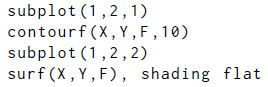 subplot(1,2,1)
contourf(X,Y,F,10)
subplot(1,2,2)
surf(X,Y,F), shading flat